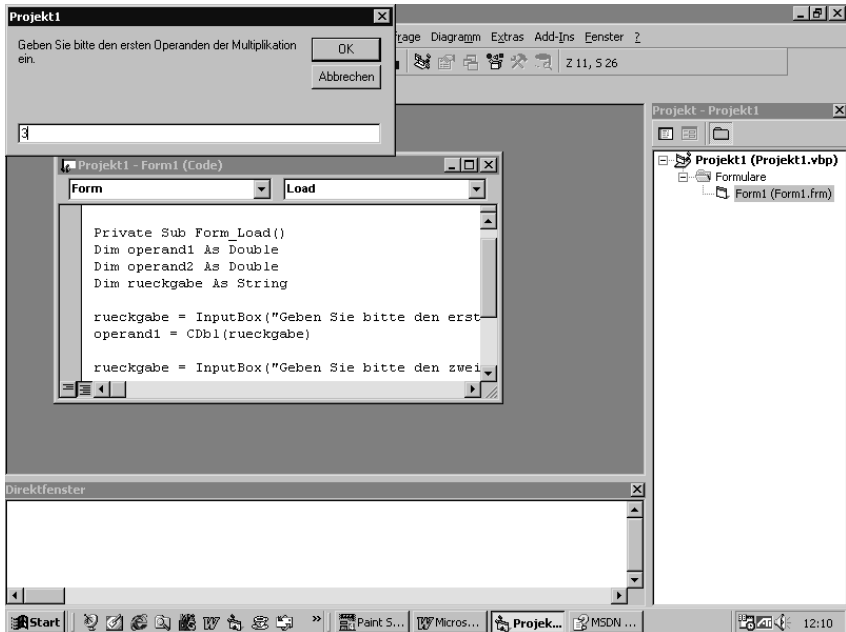 Projekt1
Geben Sie bitte den ersten Operanden der Multiplikation
ein.
OK
Abbrechen
3
frage Diagramm Extras Add-Ins Fenster ?
Z 11, S 26
Projekt - Projekt1
Projekt1 (Projekt1.vbp)
Formulare
Form1 (Form1.frm)
Projekt1 - Form1 (Code)
Form
Load
Private Sub Form_Load()
Dim operand1 As Double
Dim operand2 As Double
Dim rueckgabe As String
rueckgabe = InputBox("Geben Sie bitte den erst
operand1 = CDbl(rueckgabe)
rueckgabe = InputBox("Geben Sie bitte den zwei
Direktfenster
Start
»
Paint S...
Micros...
Projek...
MSDN ...
12:10